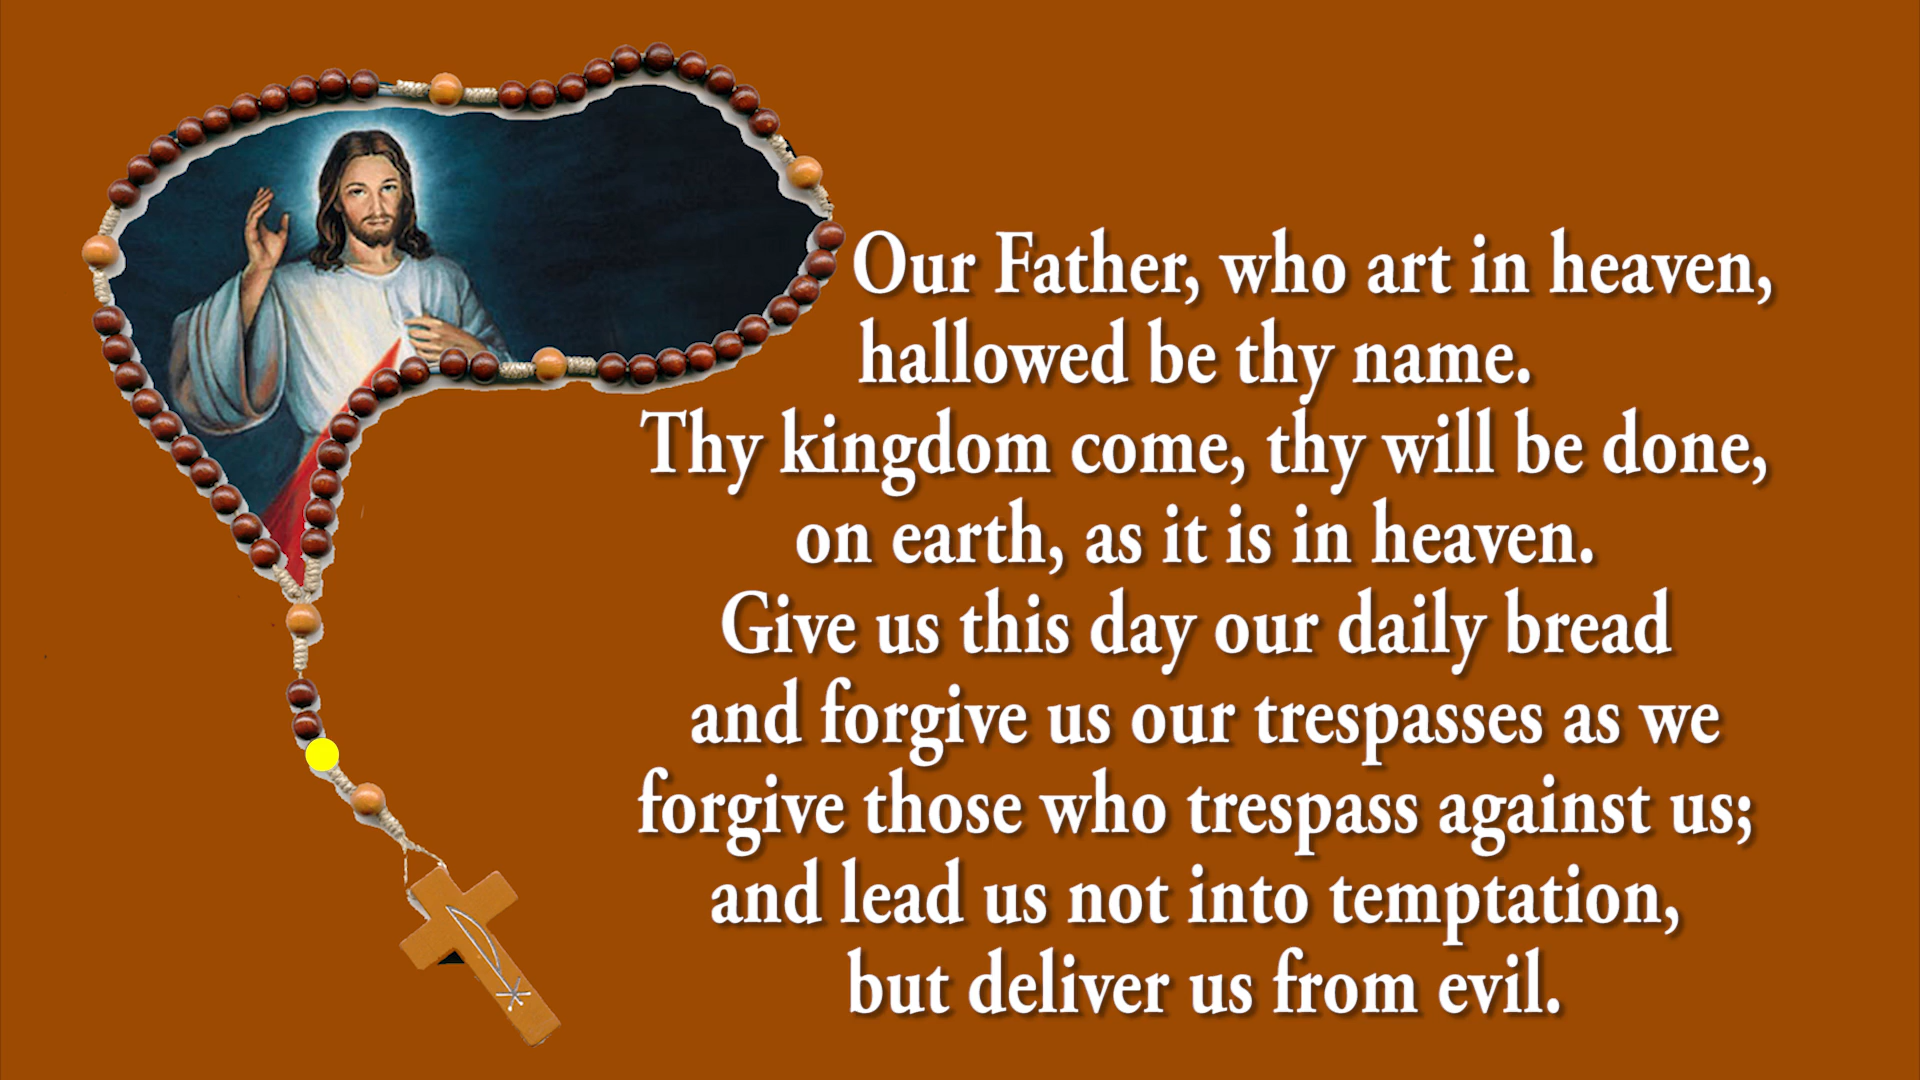 Our Father, who art in heaven,
hallowed be thy name.
Thy kingdom come, thy will be done,
on earth, as it is in heaven.
Give us this day our daily bread
and forgive us our trespasses as we
forgive those who trespass against us;
and lead us not into temptation,
but deliver us from evil.